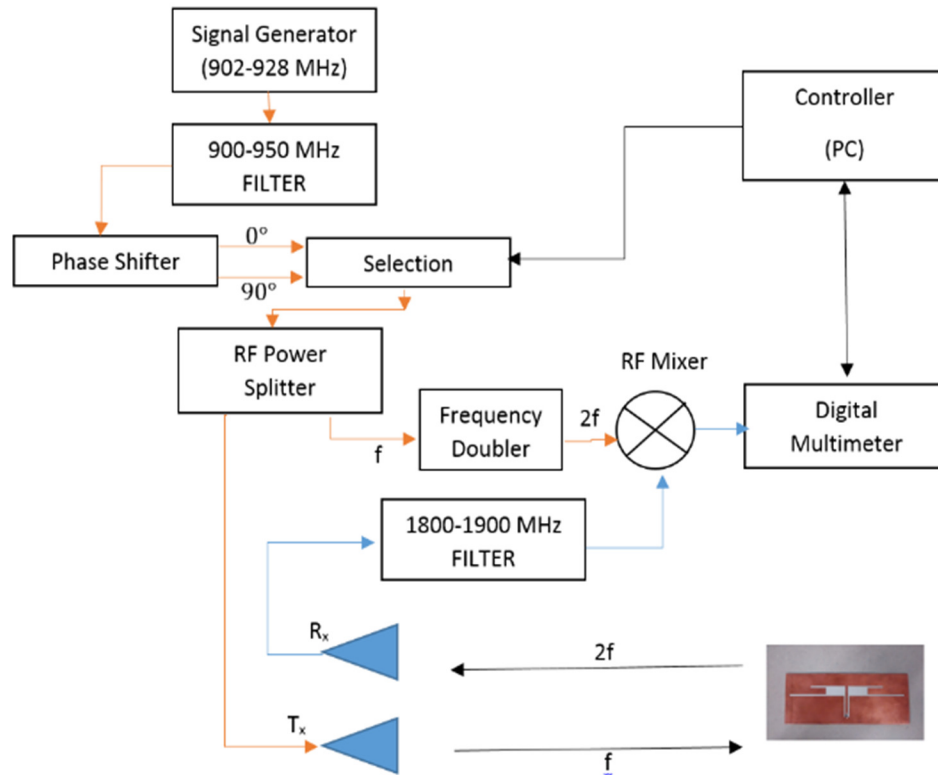 Signal Generator
(902-928 MHz)
900-950 MHz
FILTER
Controller
(PC)
0°
Phase Shifter
Selection
90°
RF Power
Splitter
RF Mixer
f
Frequency
Doubler
2f
Digital
Multimeter
1800-1900 MHz
FILTER
Rx
2f
Tx
f